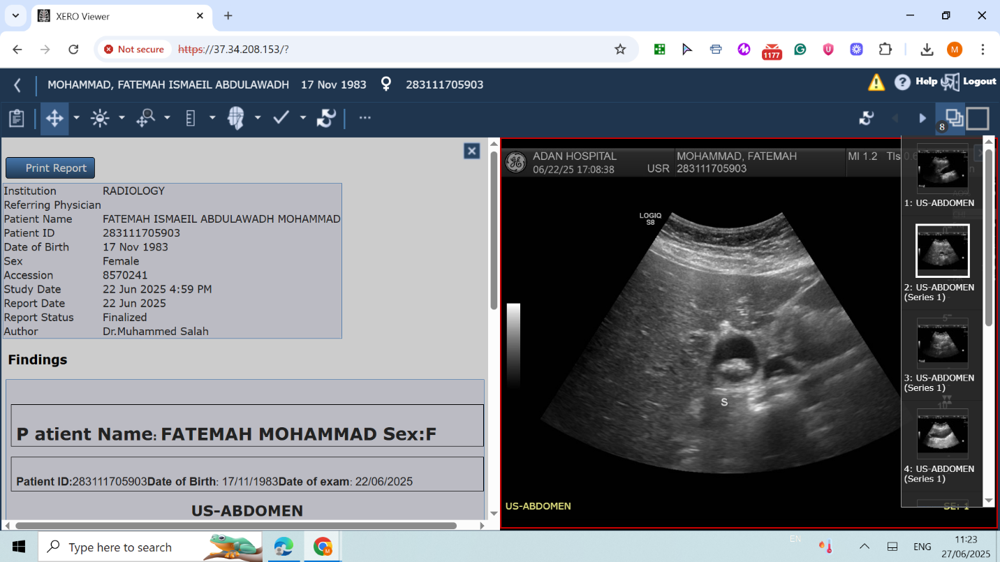 XERO Viewer
Not secure
https://37.34.208.153/?
1177
M
MOHAMMAD, FATEMAH ISMAEIL ABDULAWADH 17 Nov 1983 283111705903
Help
Logout
8
Print Report
Institution RADIOLOGY
Referring Physician
Patient Name FATEMAH ISMAEIL ABDULAWADH MOHAMMAD
Patient ID 283111705903
Date of Birth 17 Nov 1983
Sex Female
Accession 8570241
Study Date 22 Jun 2025 4:59 PM
Report Date 22 Jun 2025
Report Status Finalized
Author Dr.Muhammed Salah
Findings
P atient Name: FATEMAH MOHAMMAD Sex:F
Patient ID:283111705903Date of Birth: 17/11/1983Date of exam: 22/06/2025
US-ABDOMEN
ADAN HOSPITAL
06/22/25 17:08:38 USR
MOHAMMAD, FATEMAH
283111705903
MI 1.2 TIs 0.6
LOGIQ
S8
S
US-ABDOMEN
SE: 1
1: US-ABDOMEN
2: US-ABDOMEN
(Series 1)
3: US-ABDOMEN
(Series 1)
4: US-ABDOMEN
(Series 1)
Type here to search
EN
ENG
11:23
27/06/2025